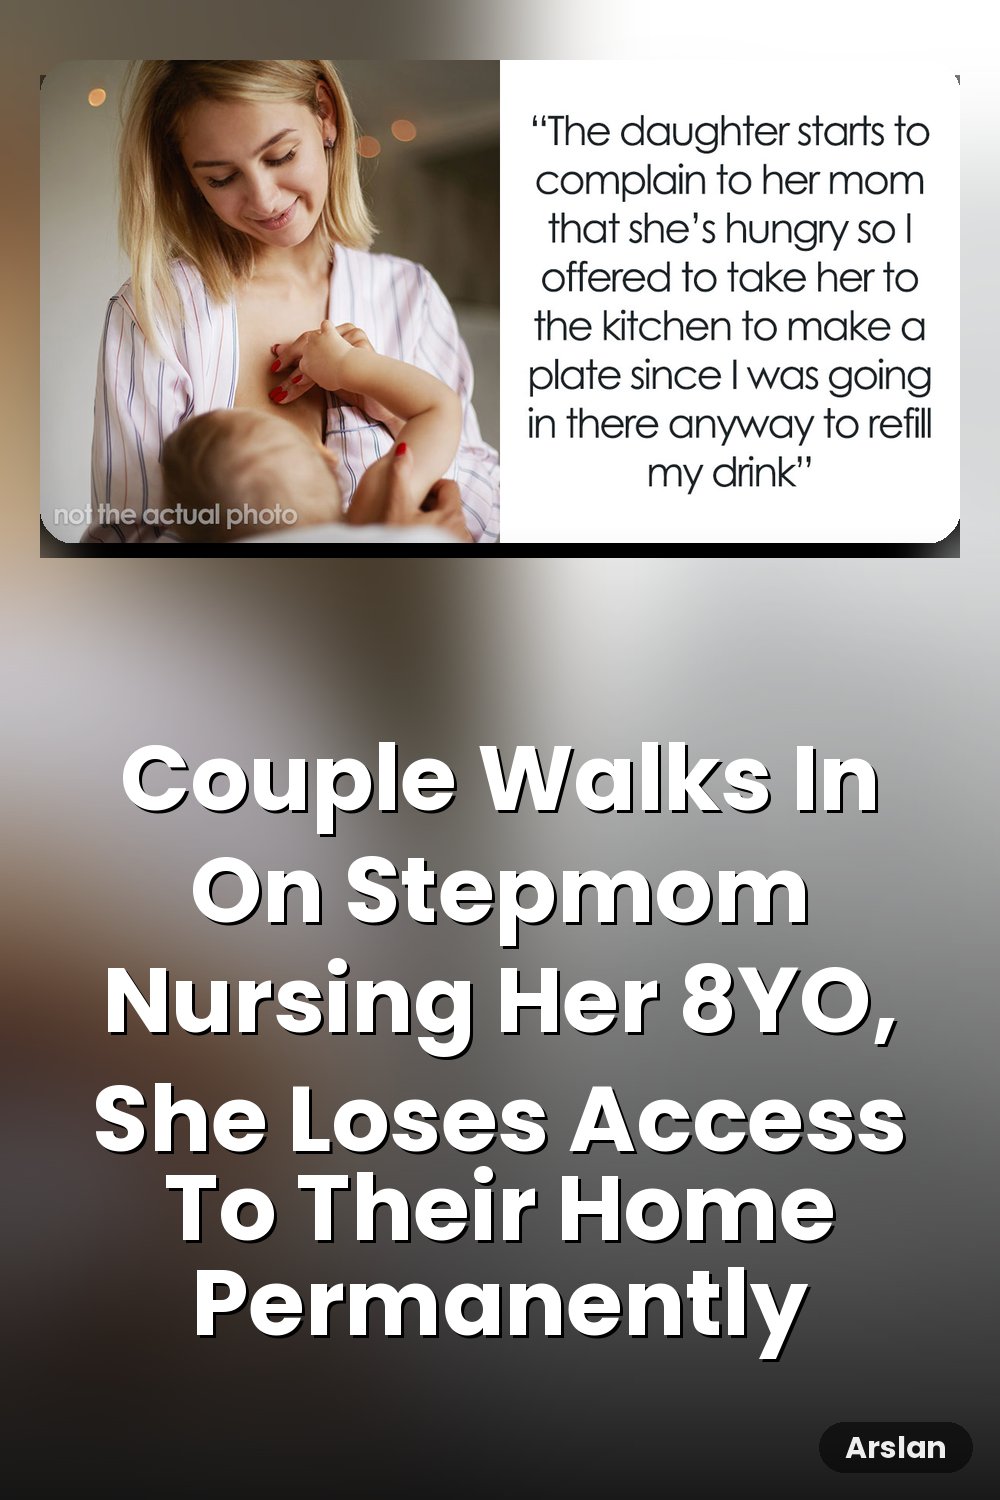 “The daughter starts to
complain to her mom
that she’s hungry so I
offered to take her to
the kitchen to make a
plate since I was going
in there anyway to refill
my drink”
not the actual photo
Couple Walks In
On Stepmom
Nursing Her 8YO,
She Loses Access
To Their Home
Permanently
Arslan